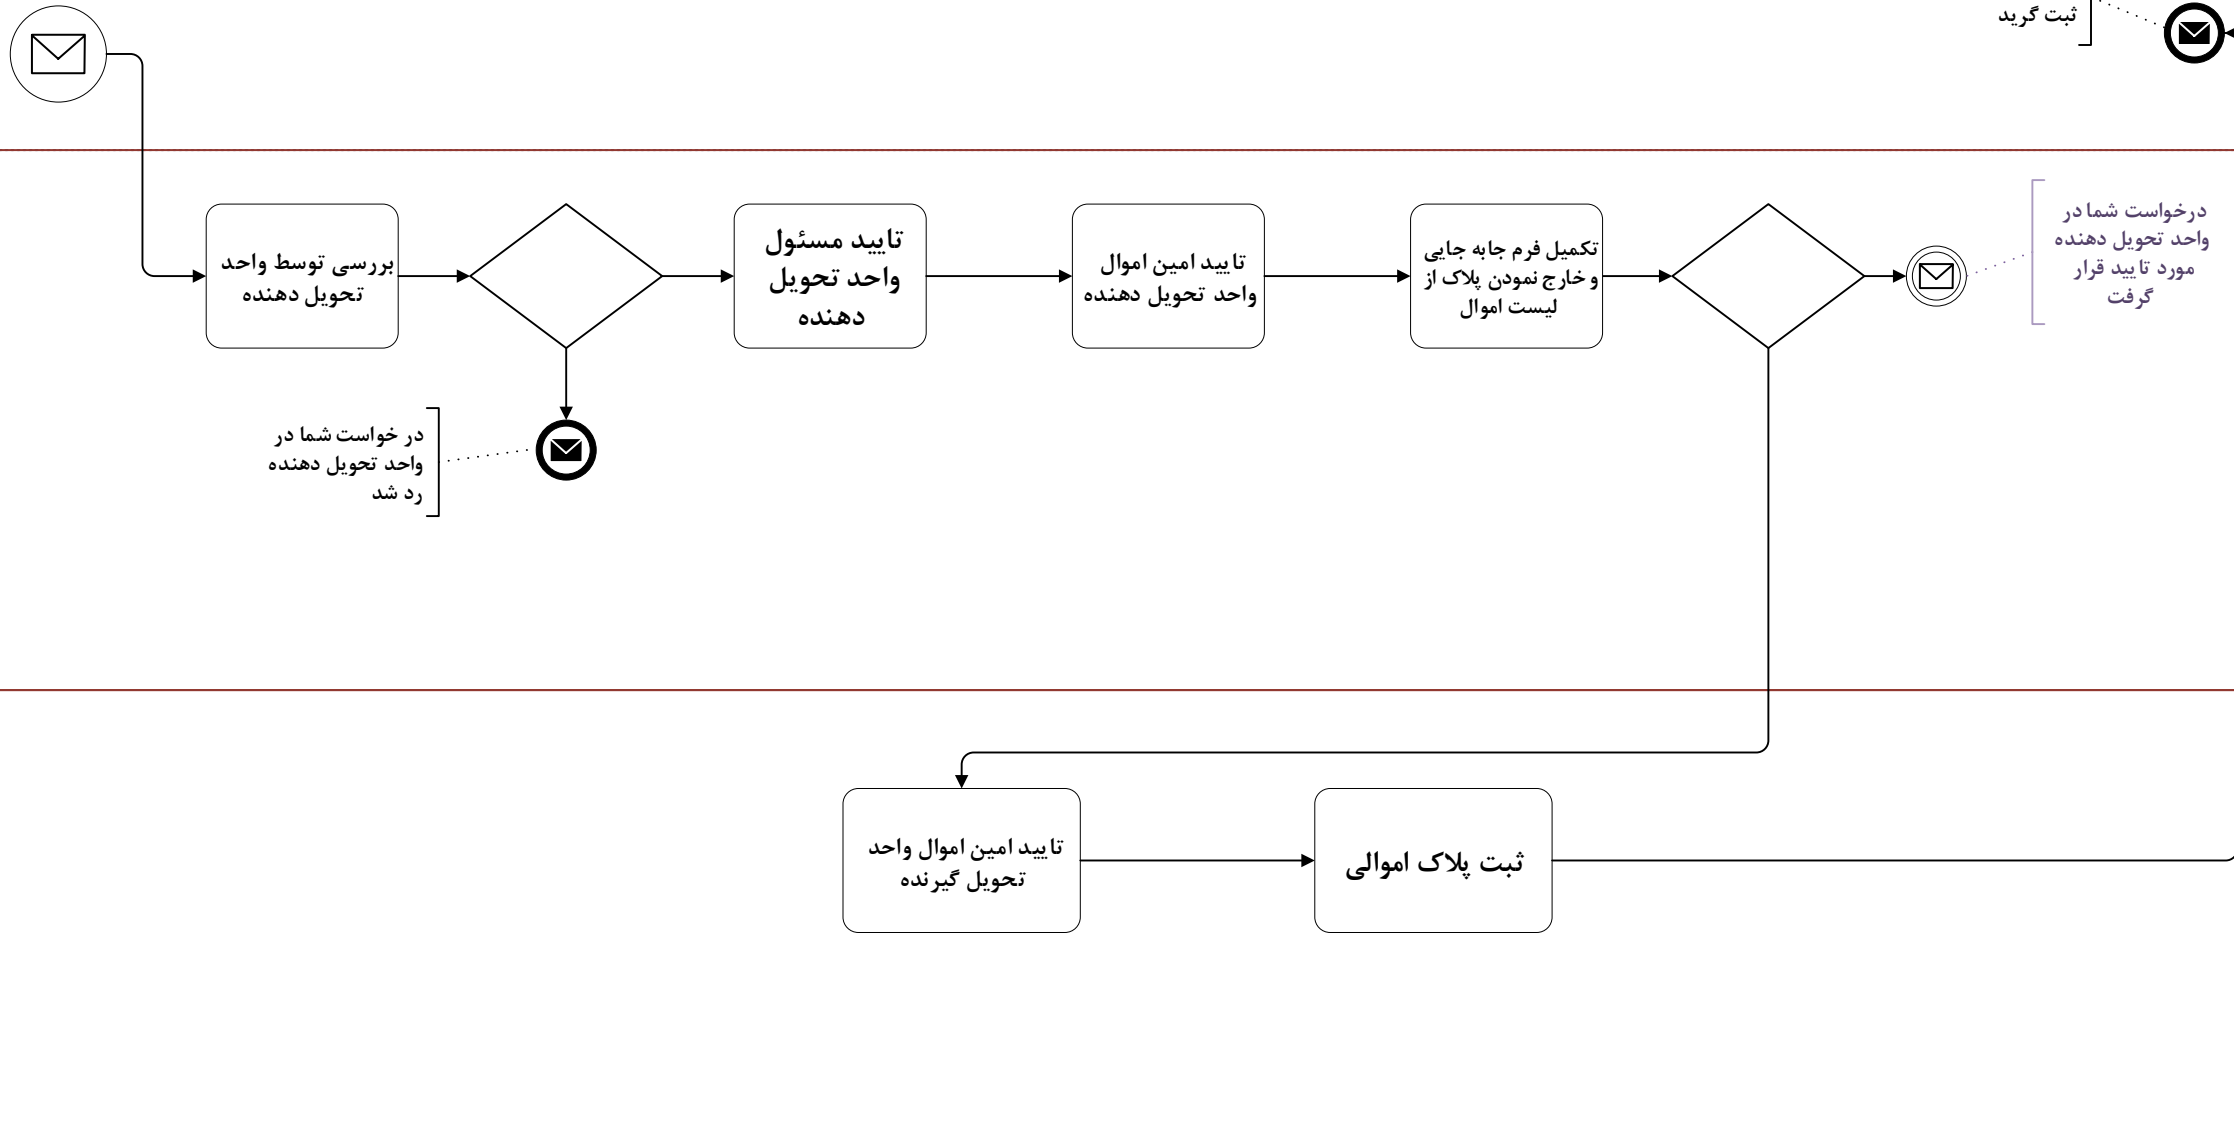 ثبت گرید
بررسی توسط واحد
تحویل دهنده
تایید مسئول
واحد تحویل
دهنده
تایید امین اموال
واحد تحویل دهنده
تکمیل فرم جابه جایی
و خارج نمودن پلاک از
لیست اموال
درخواست شما در
واحد تحویل دهنده
مورد تایید قرار
گرفت
در خواست شما در
واحد تحویل دهنده
رد شد
تایید امین اموال واحد
تحویل گیرنده
ثبت پلاک اموالی